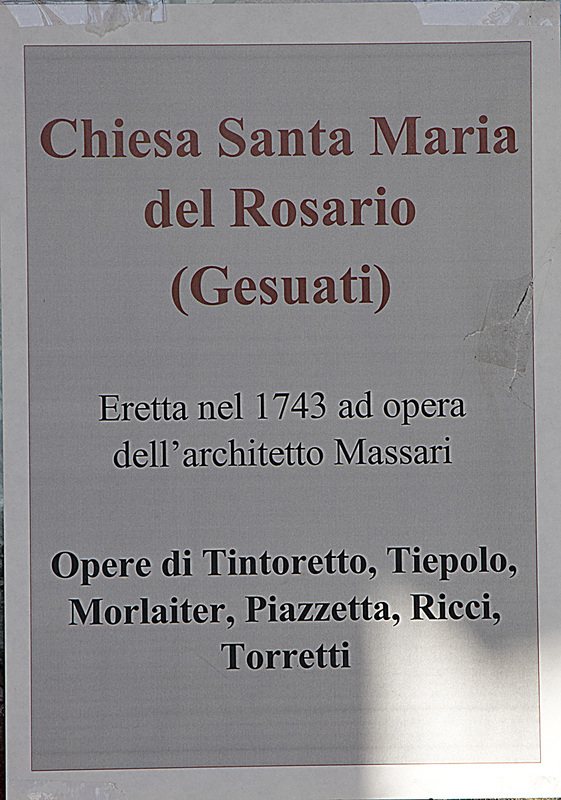 Chiesa Santa Maria
del Rosario
(Gesuati)
Eretta nel 1743 ad opera
dell’architetto Massari
Opere di Tintoretto, Tiepolo,
Morlaiter, Piazzetta, Ricci,
Torretti